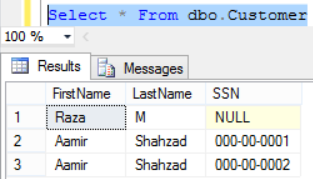 Select * From dbo.Customer
100 %
Results Messages
FirstName LastName SSN
1 Raza M NULL
2 Aamir Shahzad 000-00-0001
3 Aamir Shahzad 000-00-0002